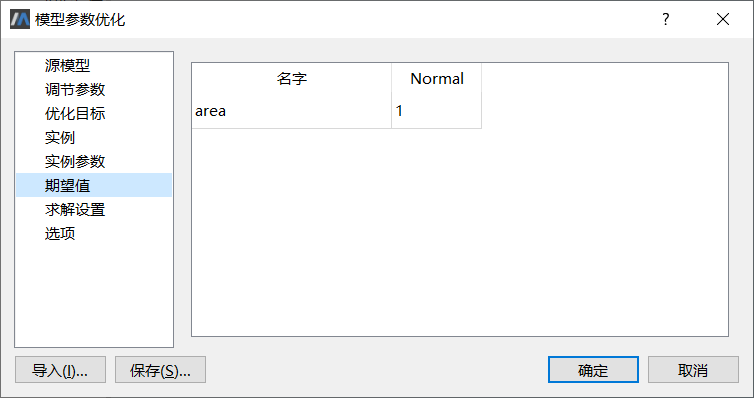 模型参数优化
?
源模型
调节参数
优化目标
实例
实例参数
期望值
求解设置
选项
名字 Normal
area 1
导入(I)... 保存(S)... 确定 取消